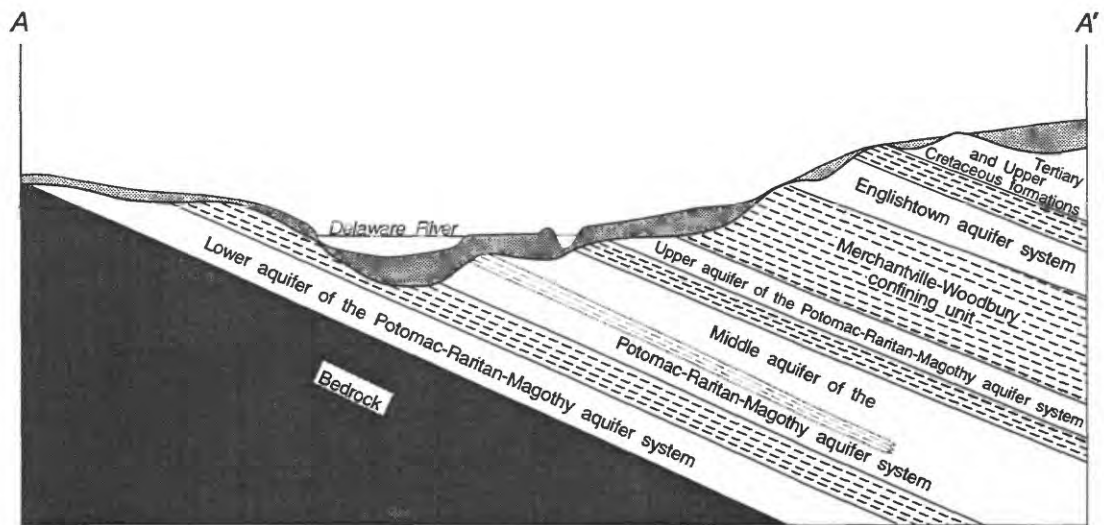 A
A'
Tertiary
and Upper
Cretaceous formations
Englishtown aquifer system
Delaware River
Merchantville-Woodbury
confining unit
Upper aquifer of the Potomac-Raritan-Magothy aquifer system
Lower aquifer of the Potomac-Raritan-Magothy aquifer system
Middle aquifer of the
Potomac-Raritan-Magothy aquifer system
Bedrock